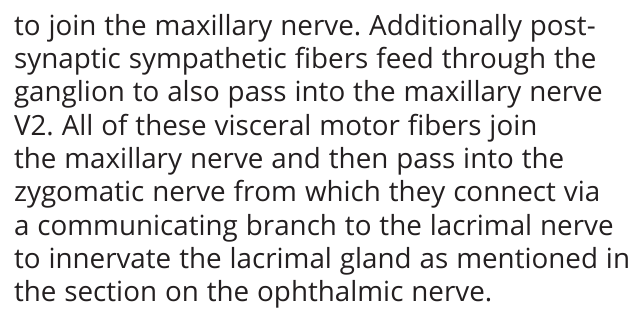 to join the maxillary nerve. Additionally post-
synaptic sympathetic fibers feed through the
ganglion to also pass into the maxillary nerve
V2. All of these visceral motor fibers join
the maxillary nerve and then pass into the
zygomatic nerve from which they connect via
a communicating branch to the lacrimal nerve
to innervate the lacrimal gland as mentioned in
the section on the ophthalmic nerve.